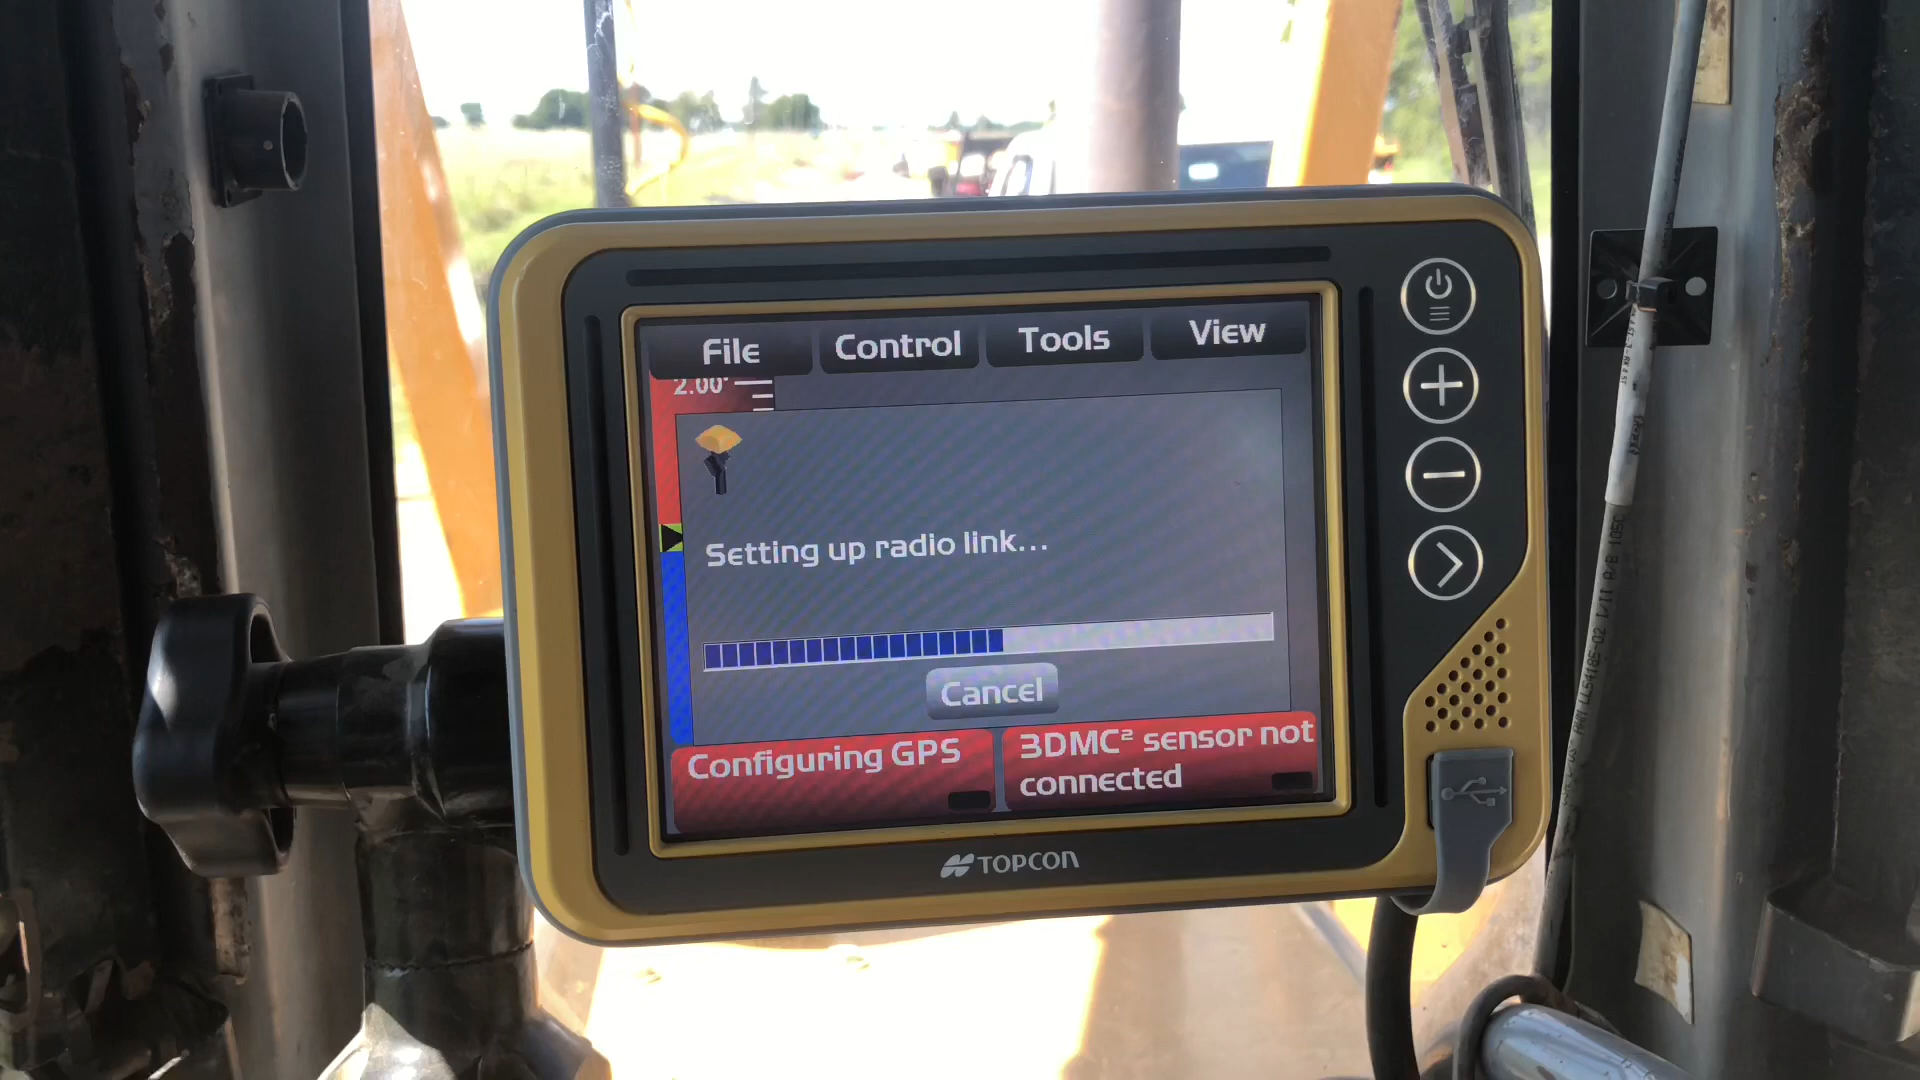 File Control Tools View
2.00'
Setting up radio link...
Cancel
Configuring GPS
3DMC² sensor not
connected
TOPCON